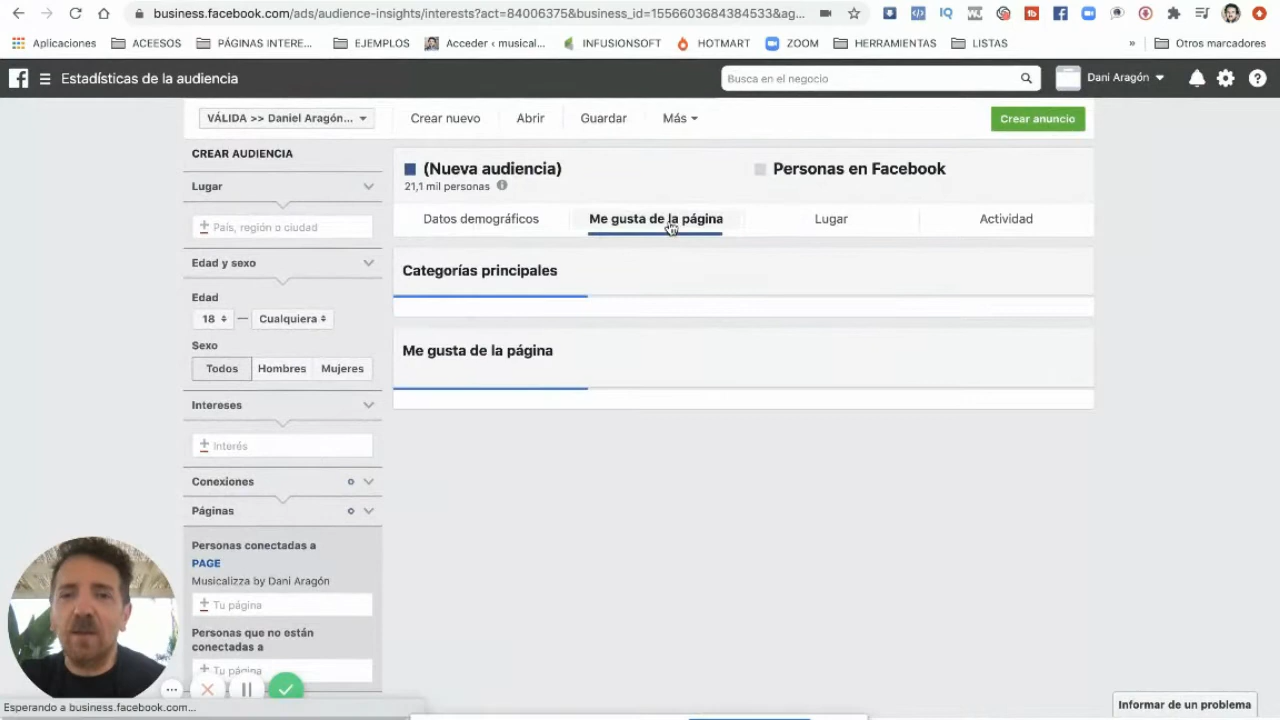 business.facebook.com/ads/audience-insights/interests?act=84006375&business_id=1556603684384533&ag...
Aplicaciones
ACEESOS
PÁGINAS INTERE...
EJEMPLOS
Acceder ‹ musical...
INFUSIONSOFT
HOTMART
ZOOM
HERRAMIENTAS
LISTAS
»
Otros marcadores
Estadísticas de la audiencia
Busca en el negocio
Dani Aragón
VÁLIDA >> Daniel Aragón...
Crear nuevo
Abrir
Guardar
Más
Crear anuncio
CREAR AUDIENCIA
Lugar
País, región o ciudad
Edad y sexo
Edad
18 — Cualquiera
Sexo
Todos
Hombres
Mujeres
Intereses
Interés
Conexiones
Páginas
Personas conectadas a
PAGE
Musicalizza by Dani Aragón
Tu página
Personas que no están
conectadas a
Tu página
(Nueva audiencia)
21,1 mil personas
Personas en Facebook
Datos demográficos
Me gusta de la página
Lugar
Actividad
Categorías principales
Me gusta de la página
Esperando a business.facebook.com...
Informar de un problema